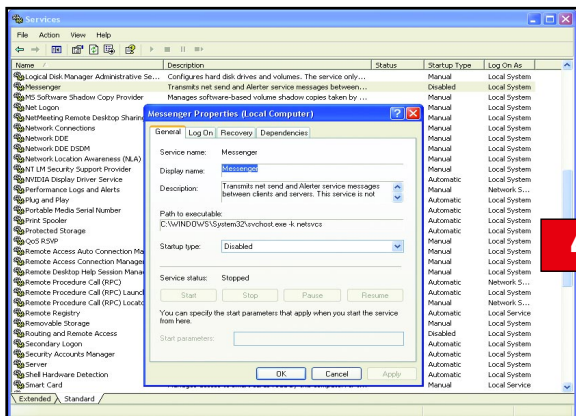 Services
File Action View Help
Name Description Status Startup Type Log On As
Logical Disk Manager Administrative Se... Configures hard disk drives and volumes. The service only... Manual Local System
Messenger Transmits net send and Alerter service messages between... Disabled Local System
MS Software Shadow Copy Provider Manages software-based volume shadow copies taken by ... Manual Local System
Net Logon Manual Local System
NetMeeting Remote Desktop Sharing Manual Local System
Network Connections Manual Local System
Network DDE Manual Local System
Network DDE DSDM Manual Local System
Network Location Awareness (NLA) Manual Local System
NT LM Security Support Provider Manual Local System
NVIDIA Display Driver Service Automatic Local System
Performance Logs and Alerts Manual Network S...
Plug and Play Automatic Local System
Portable Media Serial Number Automatic Local System
Print Spooler Automatic Local System
Protected Storage Automatic Local System
QoS RSVP Manual Local System
Remote Access Auto Connection Ma Manual Local System
Remote Access Connection Manager Manual Local System
Remote Desktop Help Session Mana Manual Local System
Remote Procedure Call (RPC) Automatic Network S...
Remote Procedure Call (RPC) Launc Automatic Local System
Remote Procedure Call (RPC) Locato Manual Network S...
Remote Registry Automatic Local Service
Removable Storage Manual Local System
Routing and Remote Access Disabled Local System
Secondary Logon Automatic Local System
Security Accounts Manager Automatic Local System
Server Automatic Local System
Shell Hardware Detection Automatic Local System
Smart Card Manual Local Service
Extended Standard
Messenger Properties (Local Computer)
General Log On Recovery Dependencies
Service name: Messenger
Display name: Messenger
Description: Transmits net send and Alerter service messages
between clients and servers. This service is not
Path to executable:
C:\WINDOWS\System32\svchost.exe -k netsvcs
Startup type: Disabled
Service status: Stopped
Start Stop Pause Resume
You can specify the start parameters that apply when you start the service
from here.
Start parameters:
OK Cancel Apply